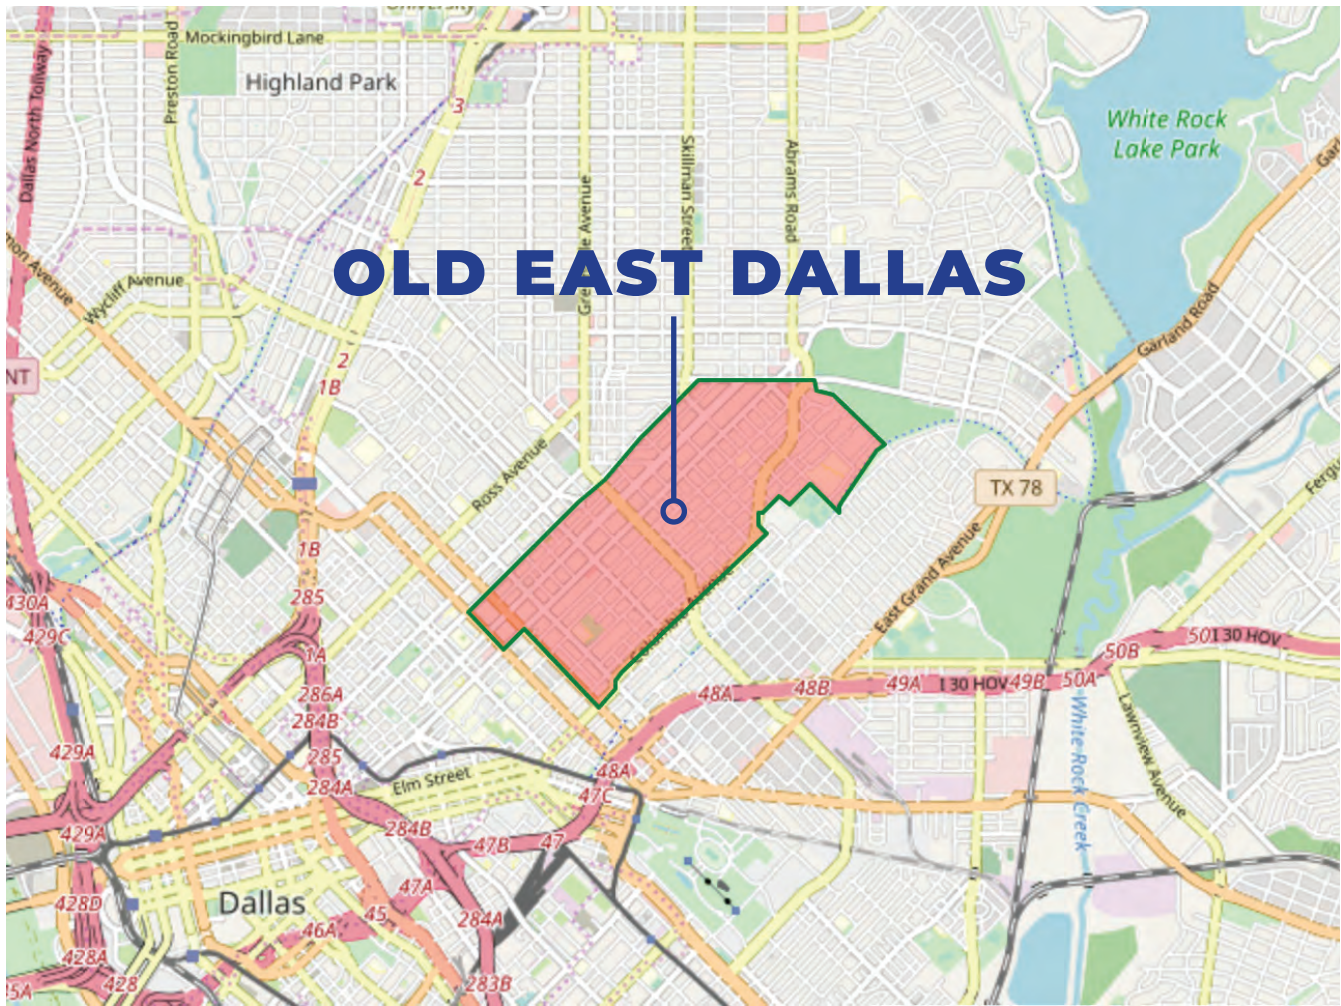 University
Mockingbird Lane
Preston Road
Highland Park
Dallas North Tollway
3
2
White Rock
Lake Park
Skillman Street
Abrams Road
Avenue
Wycliff Avenue
OLD EAST DALLAS
Garland Road
2
1B
NT
Ross Avenue
TX 78
1B
285
430A
429C
1A
East Grand Avenue
Columbia Avenue
286A
284B
285
284A
429A
Elm Street
48A
48B
49A
I 30 HOV
49B
50A
50B
501
I 30 HOV
48A
47C
White Rock Creek
Lawnview Avenue
429A
284B
47B
47
47A
428D
Dallas
45
46A
284A
428A
428
283B